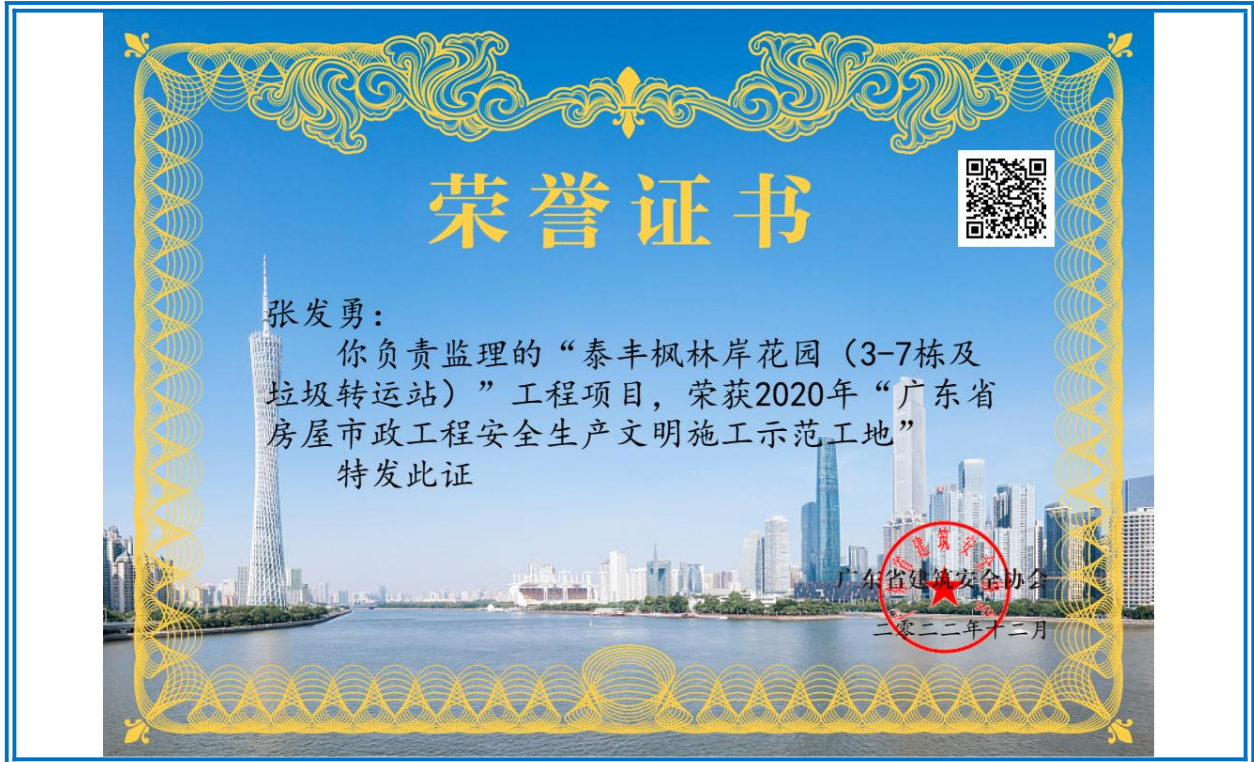 荣誉证书
张发勇：
你负责监理的“泰丰枫林岸花园（3-7栋及
垃圾转运站）”工程项目，荣获2020年“广东省
房屋市政工程安全生产文明施工示范工地”
特发此证
广东省建筑安全协会
二零二二年十二月